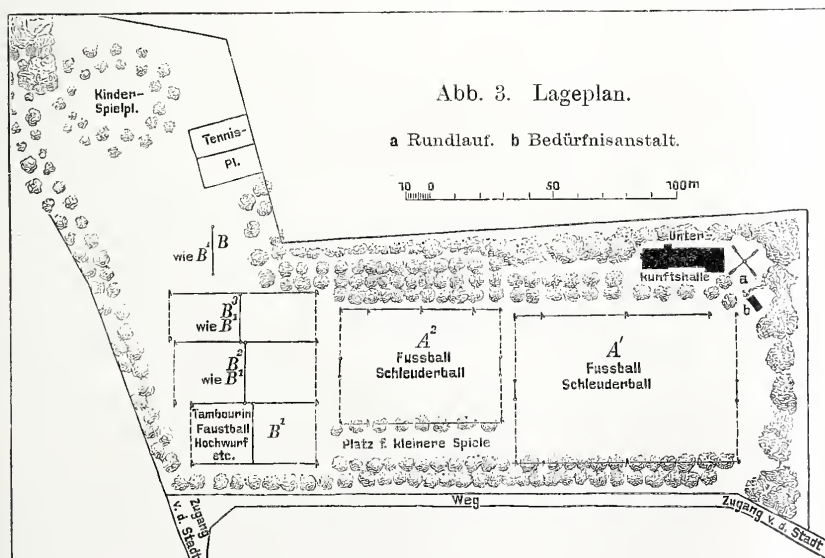 Abb. 3. Lageplan.
a Rundlauf. b Bedürfnisanstalt.
10 0 50 100m
Kinder-
Spielpl.
Tennis-
Pl.
B
wie B¹
B³
wie B¹
B²
wie B¹
Tambourin
Faustball
Hochwurf
etc.
B¹
A²
Fussball
Schleuderball
Platz f. kleinere Spiele
A'
Fussball
Schleuderball
Unter-
kunftshalle
a
b
Weg
Zugang
v. d. Stadt
Zugang v. d. Stadt